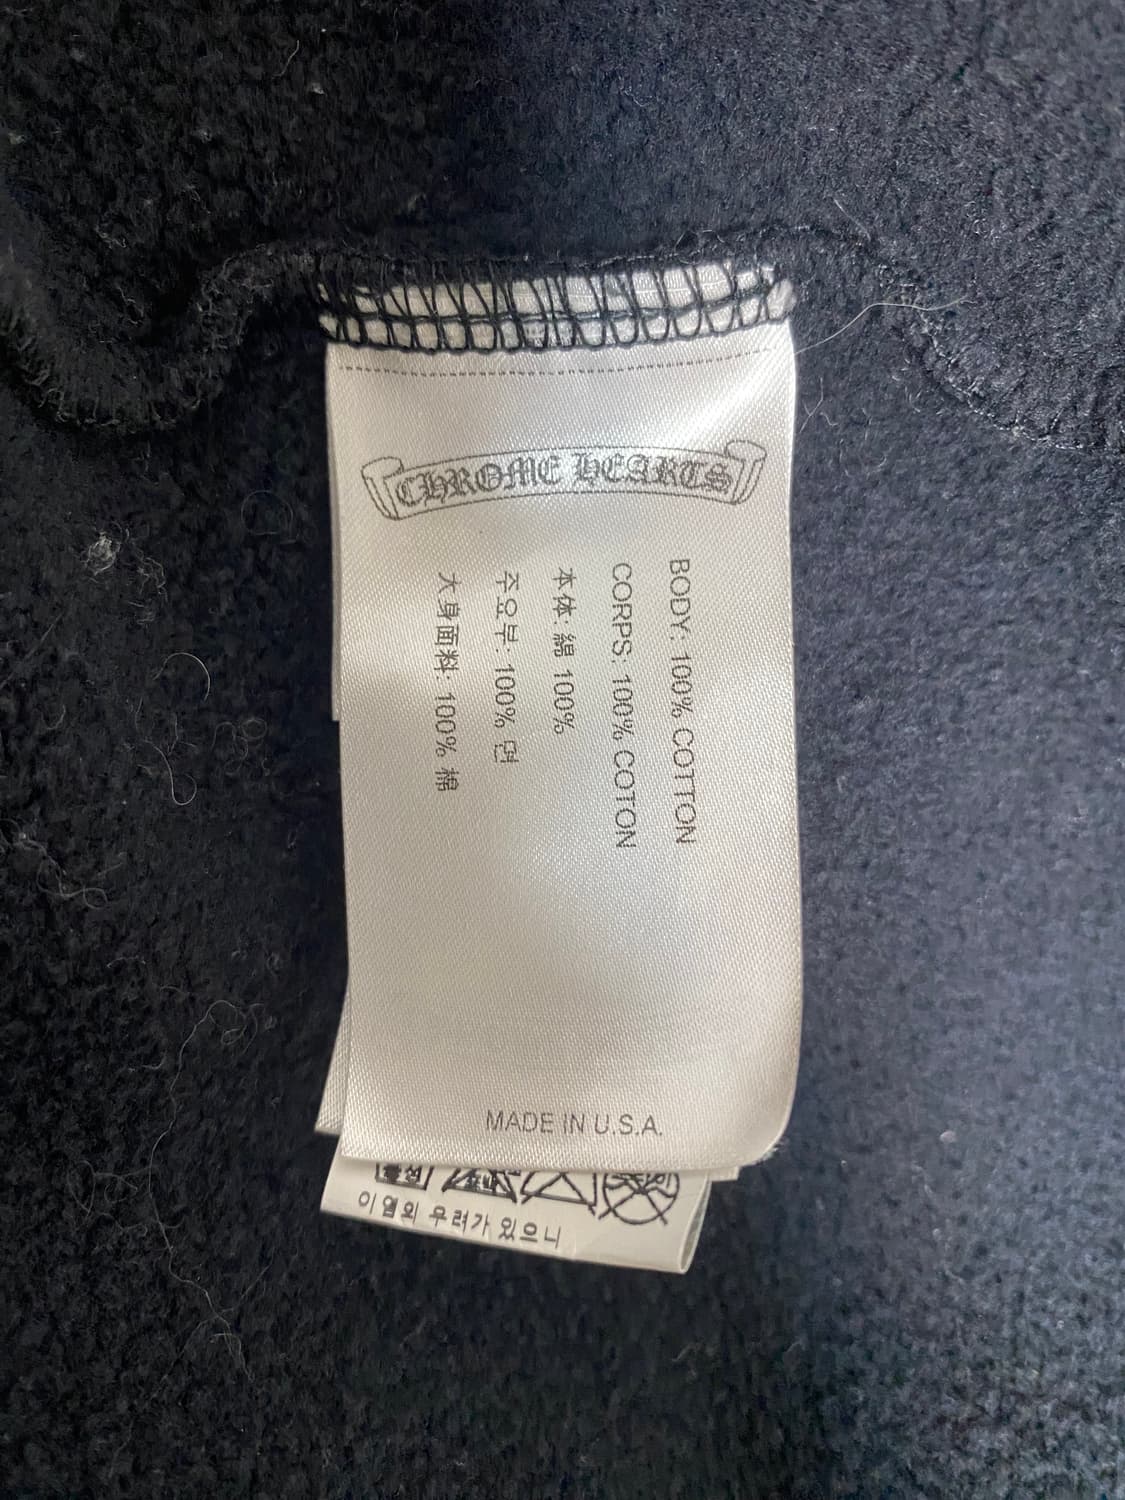 CHROME HEARTS
BODY: 100% COTTON
CORPS: 100% COTON
本体: 綿 100%
주요부: 100% 면
大身面料: 100% 棉
MADE IN U.S.A.
이염의 우려가 있으니